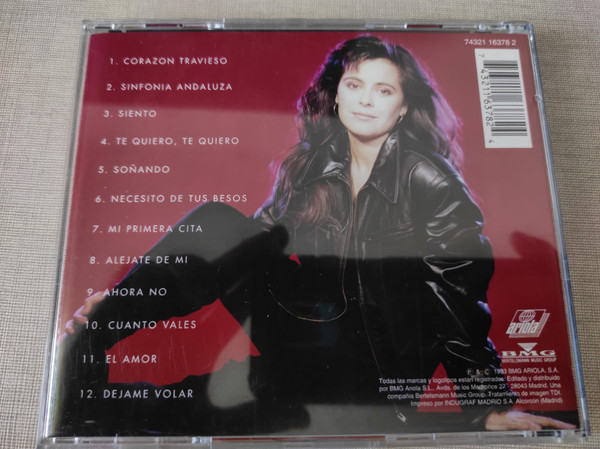 74321 16378 2
1. CORAZON TRAVIESO
2. SINFONIA ANDALUZA
3. SIENTO
4. TE QUIERO, TE QUIERO
5. SOÑANDO
6. NECESITO DE TUS BESOS
7. MI PRIMERA CITA
8. ALEJATE DE MI
9. AHORA NO
10. CUANTO VALES
11. EL AMOR
12. DEJAME VOLAR
7 43211 63782 4
ariola
BMG
BERTELSMANN MUSIC GROUP
P & C 1993 BMG ARIOLA, S.A.
Todas las marcas y logotipos están registrados. Editado y distribuido
por BMG Ariola S.L., Avda. de los Madroños 27 - 28043 Madrid. Una
compañía Bertelsmann Music Group. Tratamiento de imagen TDI.
Impreso por INDUGRAF MADRID S.A. Alcorcón (Madrid)